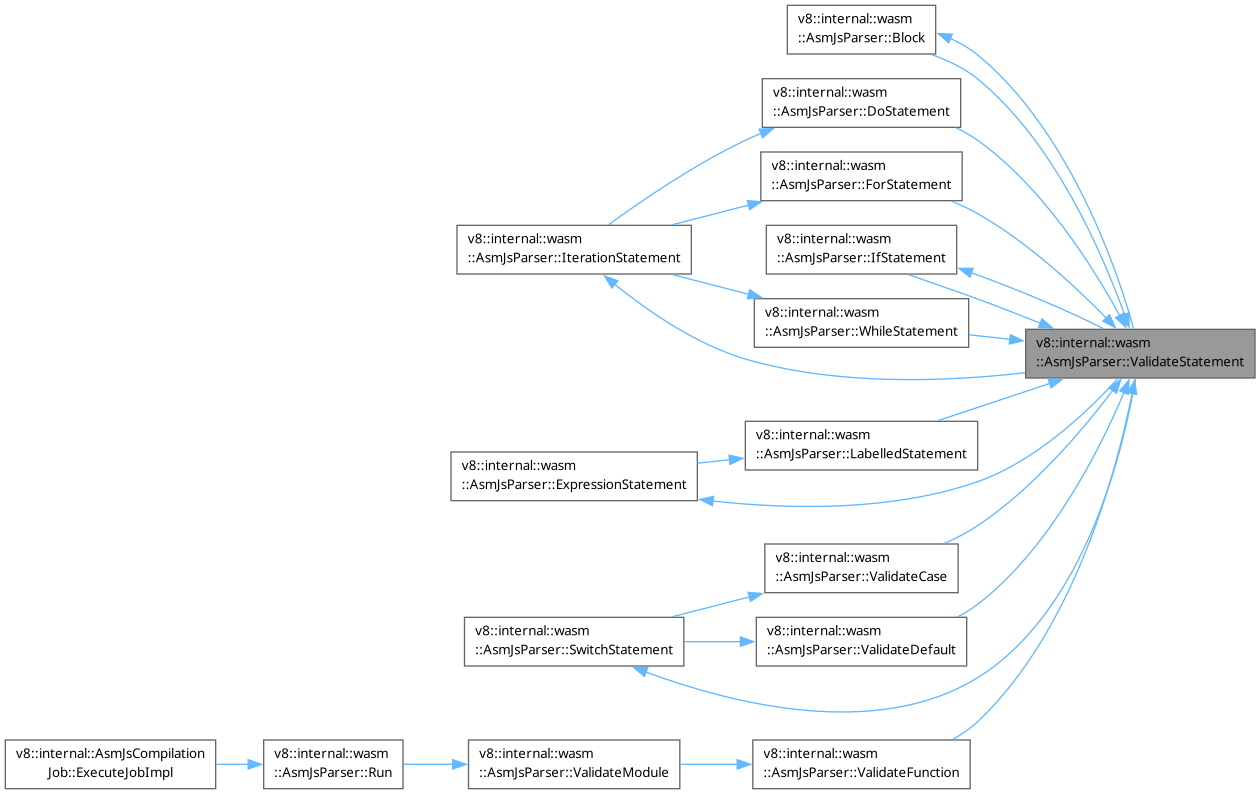 v8::internal::wasm
::AsmJsParser::Block
v8::internal::wasm
::AsmJsParser::DoStatement
v8::internal::wasm
::AsmJsParser::ForStatement
v8::internal::wasm
::AsmJsParser::IterationStatement
v8::internal::wasm
::AsmJsParser::IfStatement
v8::internal::wasm
::AsmJsParser::WhileStatement
v8::internal::wasm
::AsmJsParser::ValidateStatement
v8::internal::wasm
::AsmJsParser::LabelledStatement
v8::internal::wasm
::AsmJsParser::ExpressionStatement
v8::internal::wasm
::AsmJsParser::ValidateCase
v8::internal::wasm
::AsmJsParser::SwitchStatement
v8::internal::wasm
::AsmJsParser::ValidateDefault
v8::internal::AsmJsCompilation
Job::ExecuteJobImpl
v8::internal::wasm
::AsmJsParser::Run
v8::internal::wasm
::AsmJsParser::ValidateModule
v8::internal::wasm
::AsmJsParser::ValidateFunction